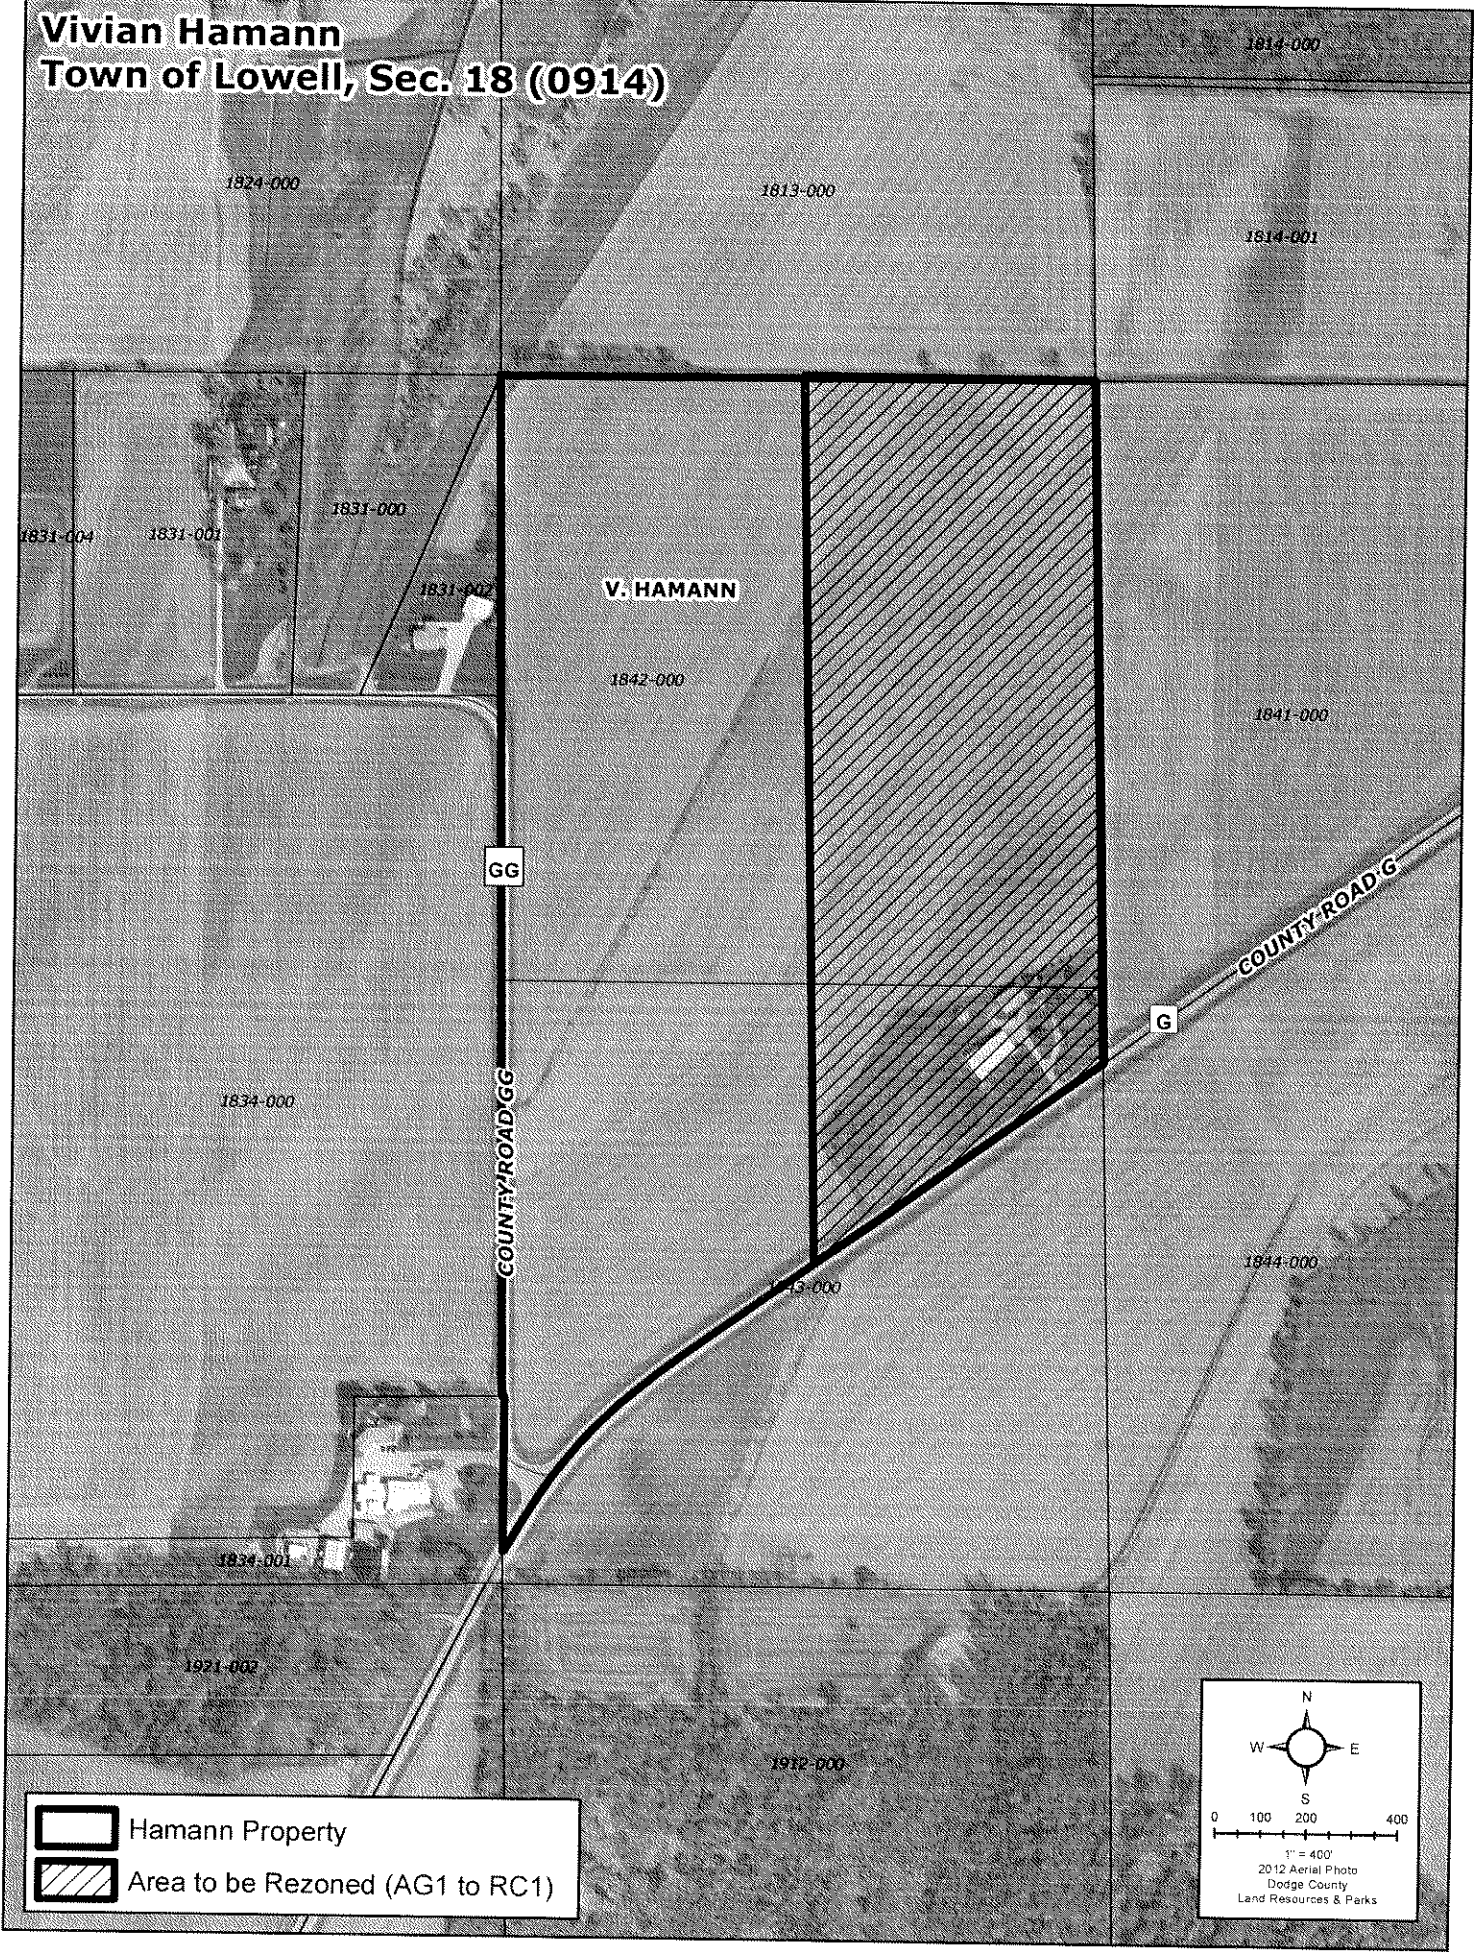 Vivian Hamann
Town of Lowell, Sec. 18 (0914)
1814-000
1824-000
1813-000
1814-001
1831-004
1831-001
1831-000
1831-002
V. HAMANN
1842-000
1841-000
GG
COUNTY ROAD G
G
1834-000
COUNTY ROAD GG
1844-000
1834-001
1921-002
1912-000
N
W
E
S
0 100 200 400
1" = 400'
2012 Aerial Photo
Dodge County
Land Resources & Parks
Hamann Property
Area to be Rezoned (AG1 to RC1)